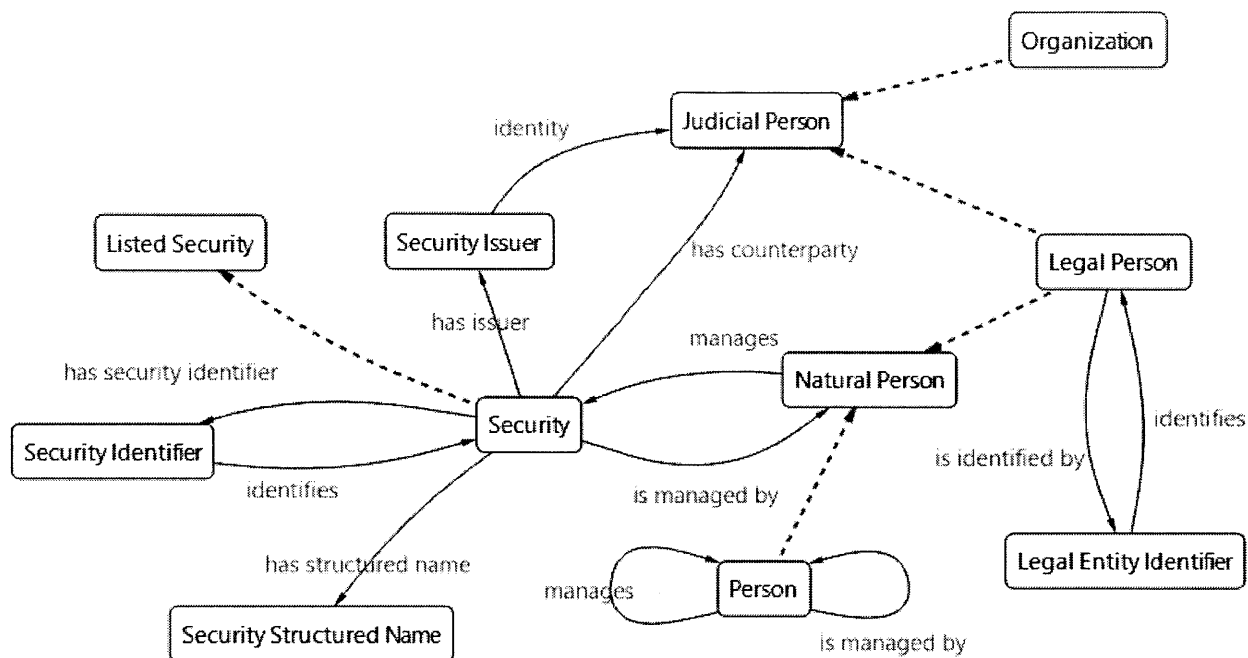 Organization
Judicial Person
identity
Listed Security
Security Issuer
has counterparty
Legal Person
has issuer
manages
has security identifier
Natural Person
Security
identifies
Security Identifier
is identified by
identifies
is managed by
has structured name
Legal Entity Identifier
manages
Person
Security Structured Name
is managed by